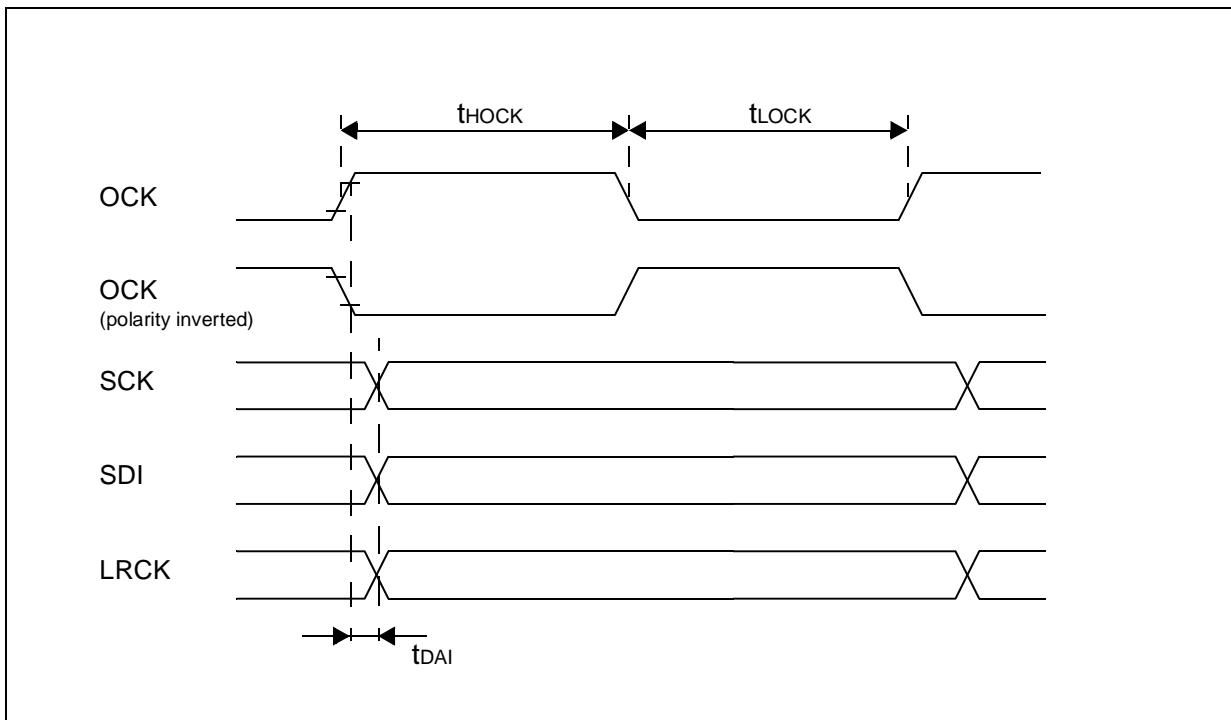 tHOCK
tLOCK
OCK
OCK
(polarity inverted)
SCK
SDI
LRCK
tDAI